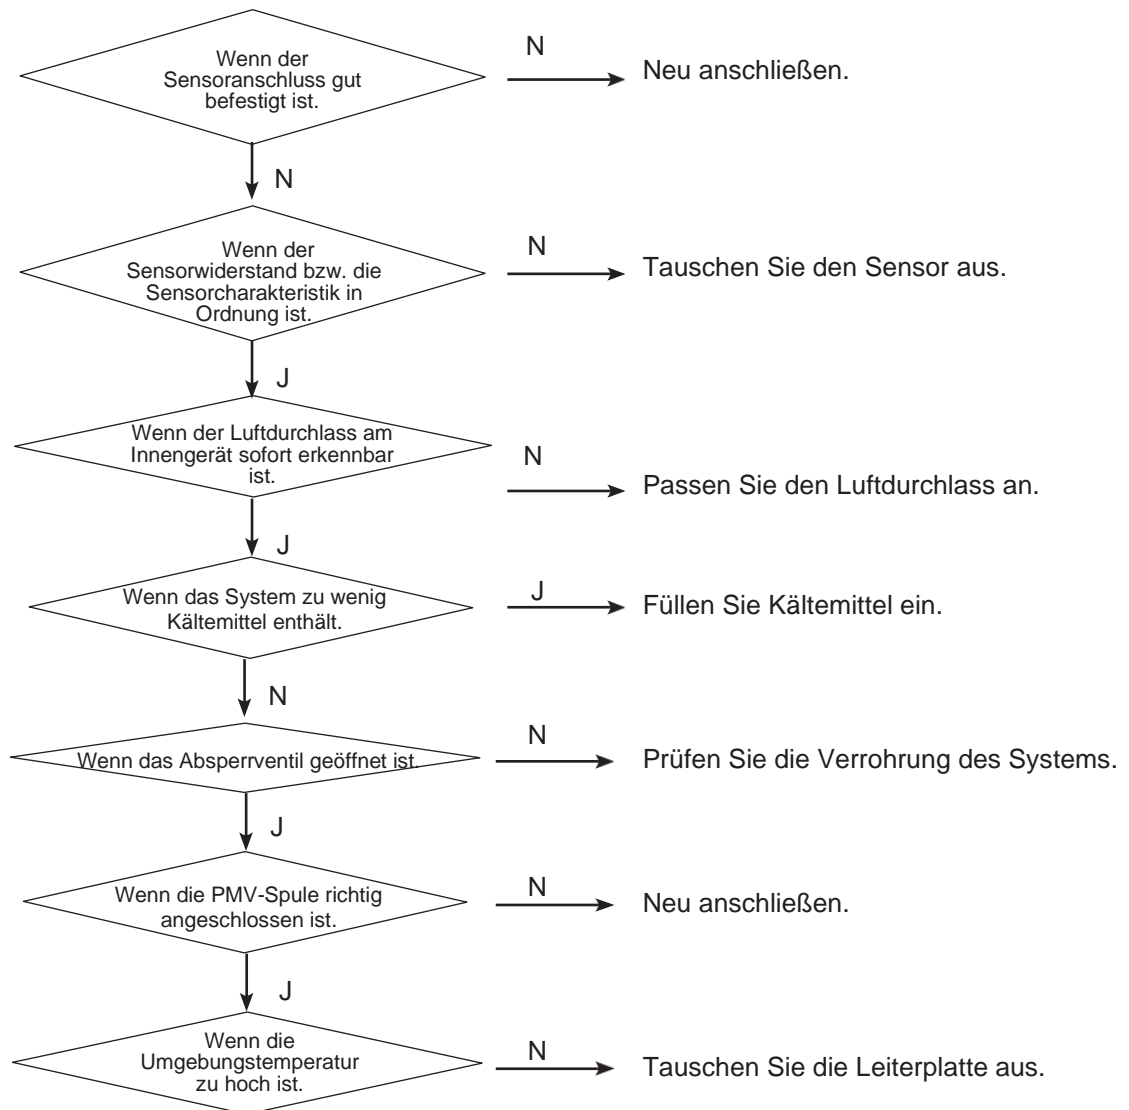 Wenn der
Sensoranschluss gut
befestigt ist.
N
Neu anschließen.
N
Wenn der
Sensorwiderstand bzw. die
Sensorcharakteristik in
Ordnung ist.
N
Tauschen Sie den Sensor aus.
J
Wenn der Luftdurchlass am
Innengerät sofort erkennbar
ist.
N
Passen Sie den Luftdurchlass an.
J
Wenn das System zu wenig
Kältemittel enthält.
J
Füllen Sie Kältemittel ein.
N
Wenn das Absperrventil geöffnet ist.
N
Prüfen Sie die Verrohrung des Systems.
J
Wenn die PMV-Spule richtig
angeschlossen ist.
N
Neu anschließen.
J
Wenn die
Umgebungstemperatur
zu hoch ist.
N
Tauschen Sie die Leiterplatte aus.